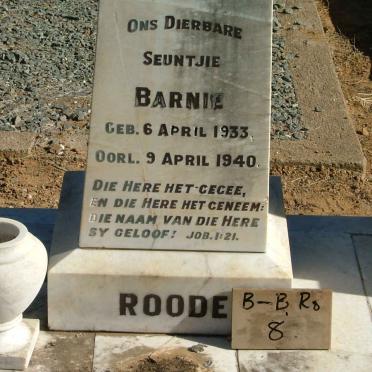 Ons Dierbare
Seuntjie
Barnie
Geb. 6 April 1933.
Oorl. 9 April 1940.
Die Here het-gegee,
en die Here het geneem:
die naam van die Here
sy geloof! Job.1:21.
ROODE
B-B. Ro
8.